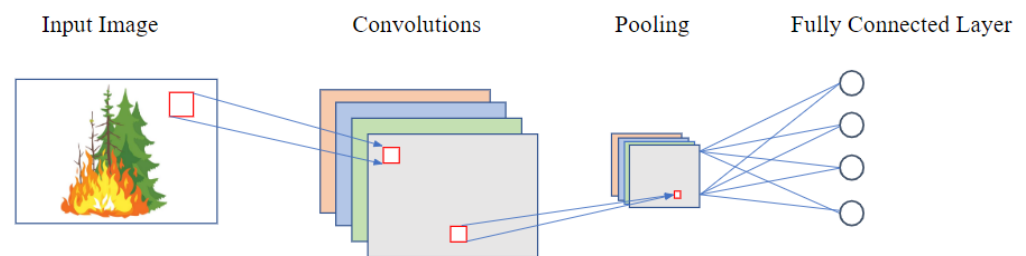 Input Image
Convolutions
Pooling
Fully Connected Layer